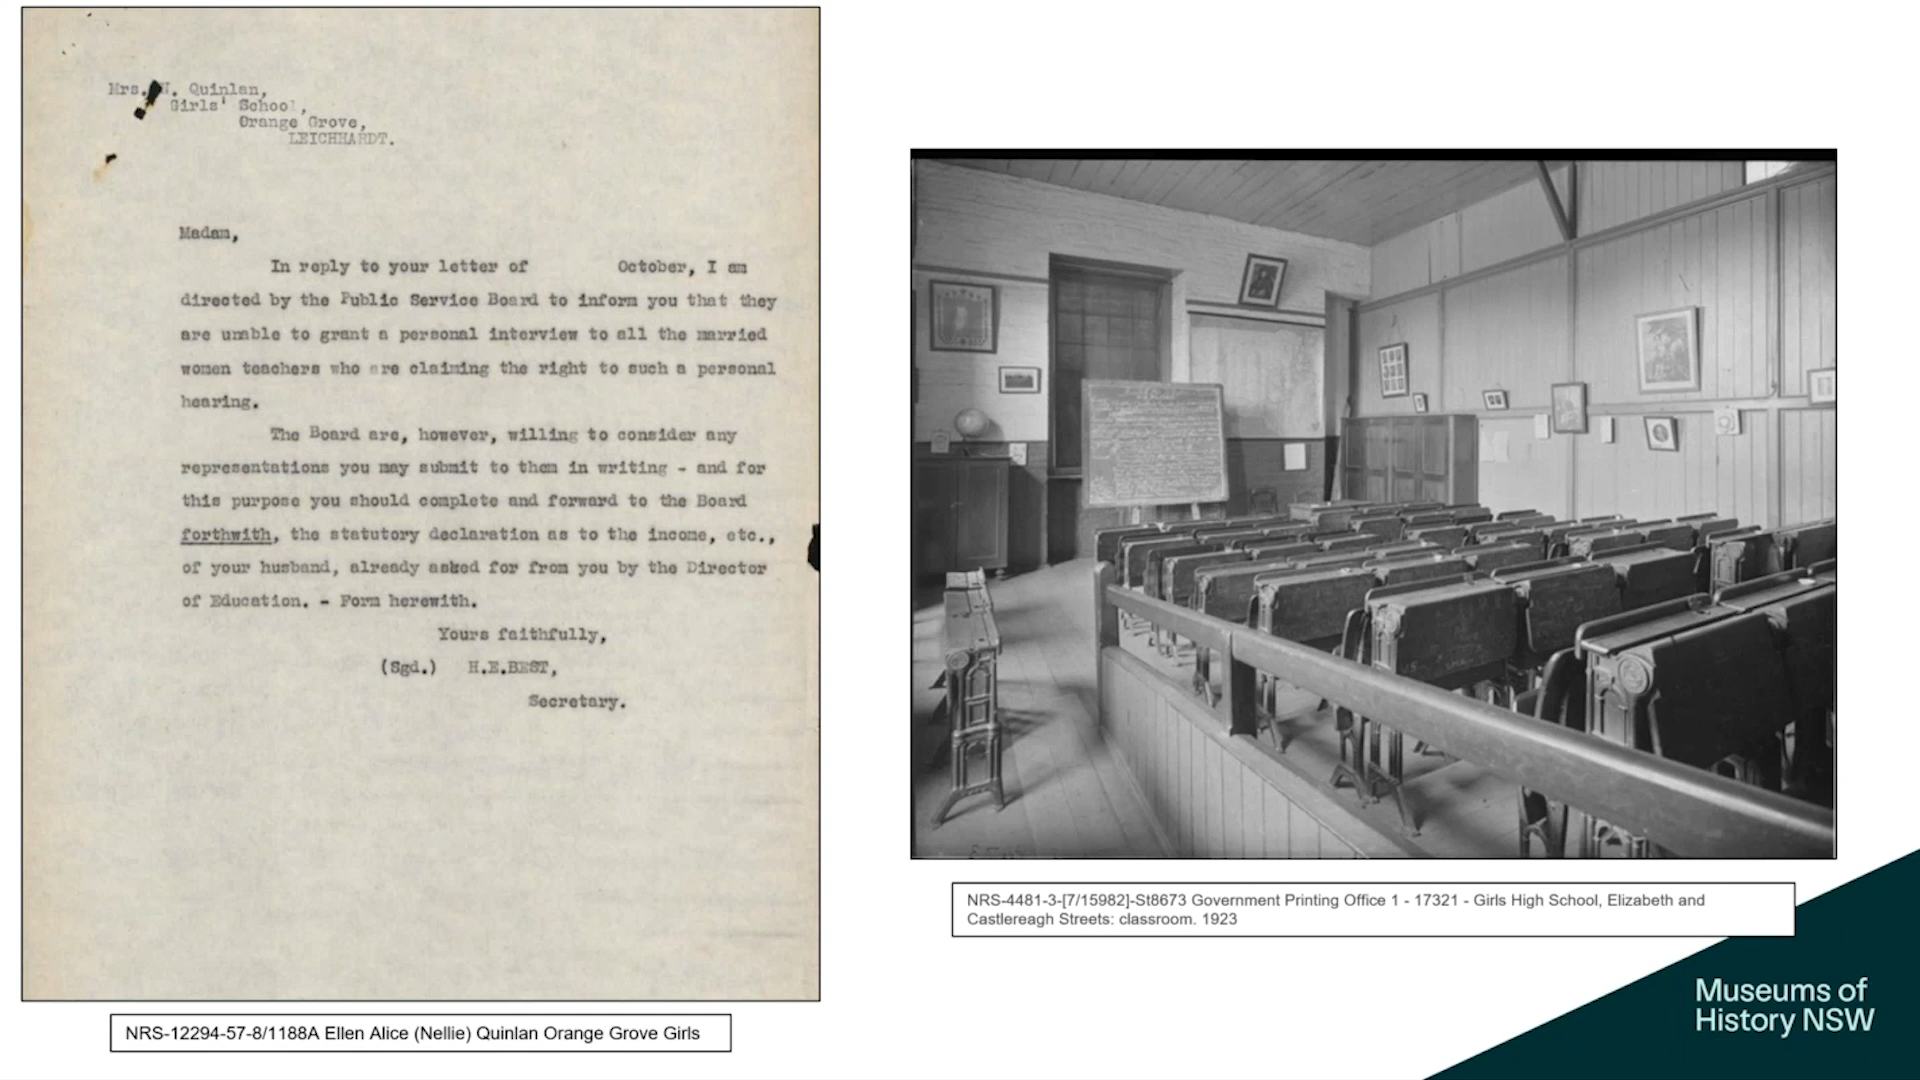 Mrs. N. Quinlan,
Girls' School,
Orange Grove,
LEICHHARDT.
Madam,
In reply to your letter of October, I am
directed by the Public Service Board to inform you that they
are unable to grant a personal interview to all the married
women teachers who are claiming the right to such a personal
hearing.
The Board are, however, willing to consider any
representations you may submit to them in writing - and for
this purpose you should complete and forward to the Board
forthwith, the statutory declaration as to the income, etc.,
of your husband, already asked for from you by the Director
of Education. - Form herewith.
Yours faithfully,
(Sgd.) H.E.BEST,
Secretary.
NRS-12294-57-8/1188A Ellen Alice (Nellie) Quinlan Orange Grove Girls
NRS-4481-3-[7/15982]-St8673 Government Printing Office 1 - 17321 - Girls High School, Elizabeth and
Castlereagh Streets: classroom. 1923
Museums of
History NSW